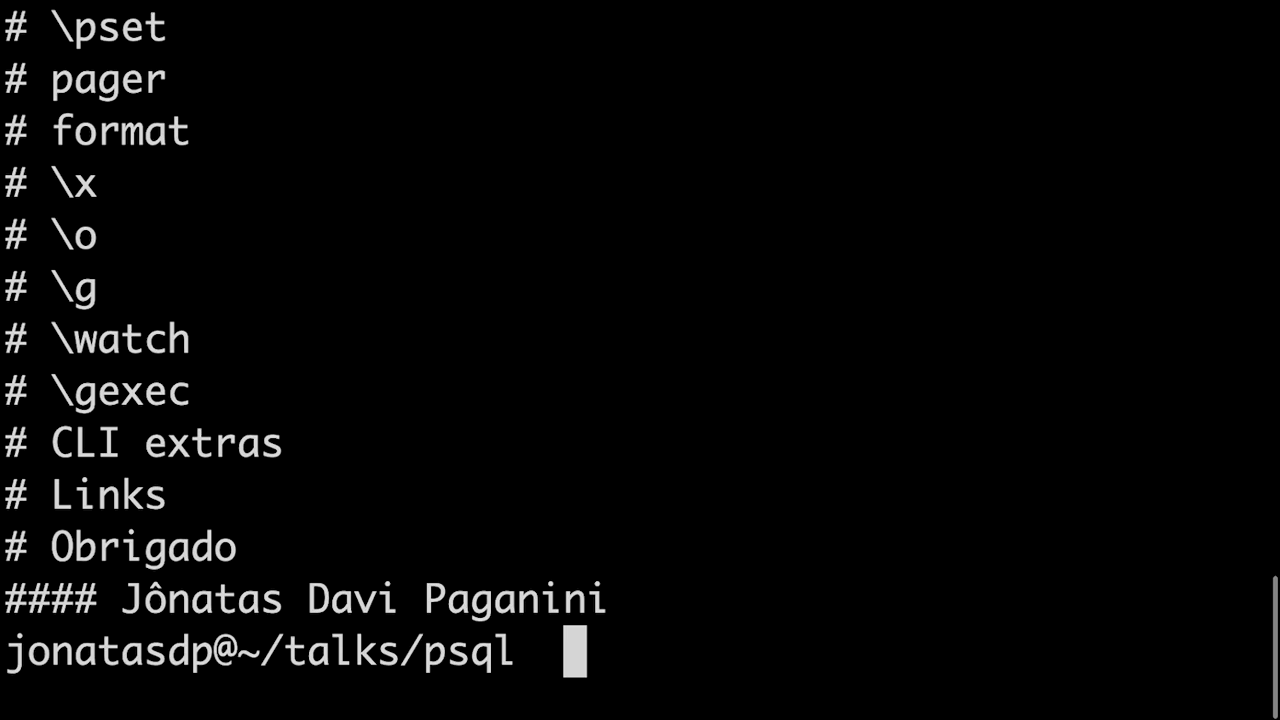 # \pset
# pager
# format
# \x
# \o
# \g
# \watch
# \gexec
# CLI extras
# Links
# Obrigado
#### Jônatas Davi Paganini
jonatasdp@~/talks/psql